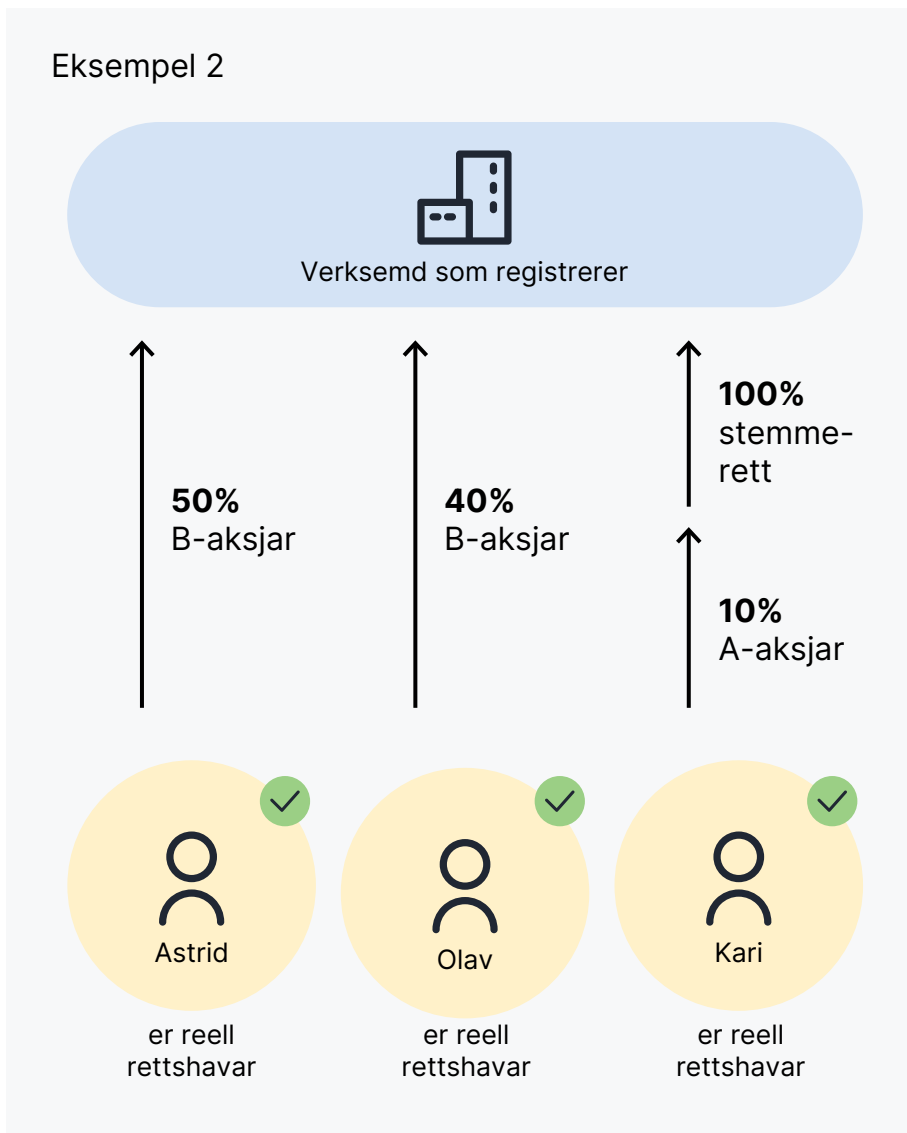 Eksempel 2
Verksemd som registrerer
50%
B-aksjar
40%
B-aksjar
100%
stemme-
rett
10%
A-aksjar
Astrid
er reell
rettshavar
Olav
er reell
rettshavar
Kari
er reell
rettshavar